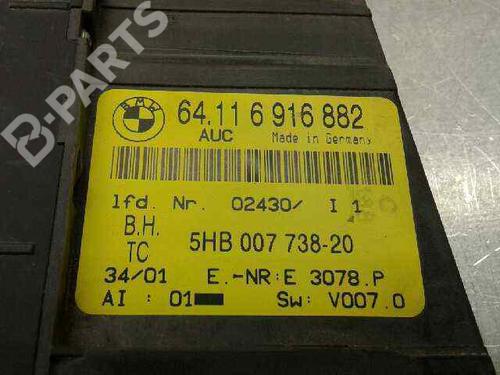 B-PARTS
BMW
64.11 6 916 882
AUC Made in Germany
lfd. Nr. 02430/ I 1
B.H.
TC 5HB 007 738-20
34/01 E.-NR:E 3078.P
AI : 01 Sw: V007.0